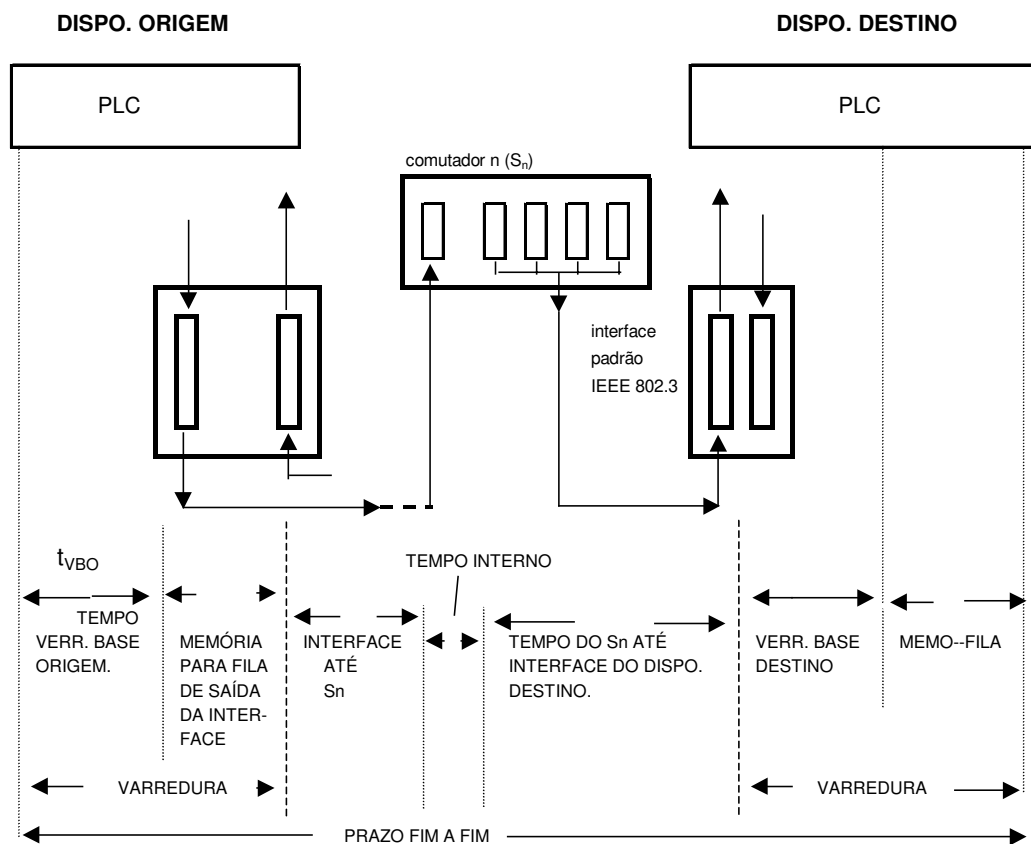 DISPO. ORIGEM
DISPO. DESTINO
PLC
PLC
comutador n (Sn)
interface
padrão
IEEE 802.3
tVBO
TEMPO
VERR. BASE
ORIGEM.
MEMÓRIA
PARA FILA
DE SAÍDA
DA INTER-
FACE
INTERFACE
ATÉ
Sn
TEMPO INTERNO
TEMPO DO Sn ATÉ
INTERFACE DO DISPO.
DESTINO.
VERR. BASE
DESTINO
MEMO--FILA
VARREDURA
VARREDURA
PRAZO FIM A FIM